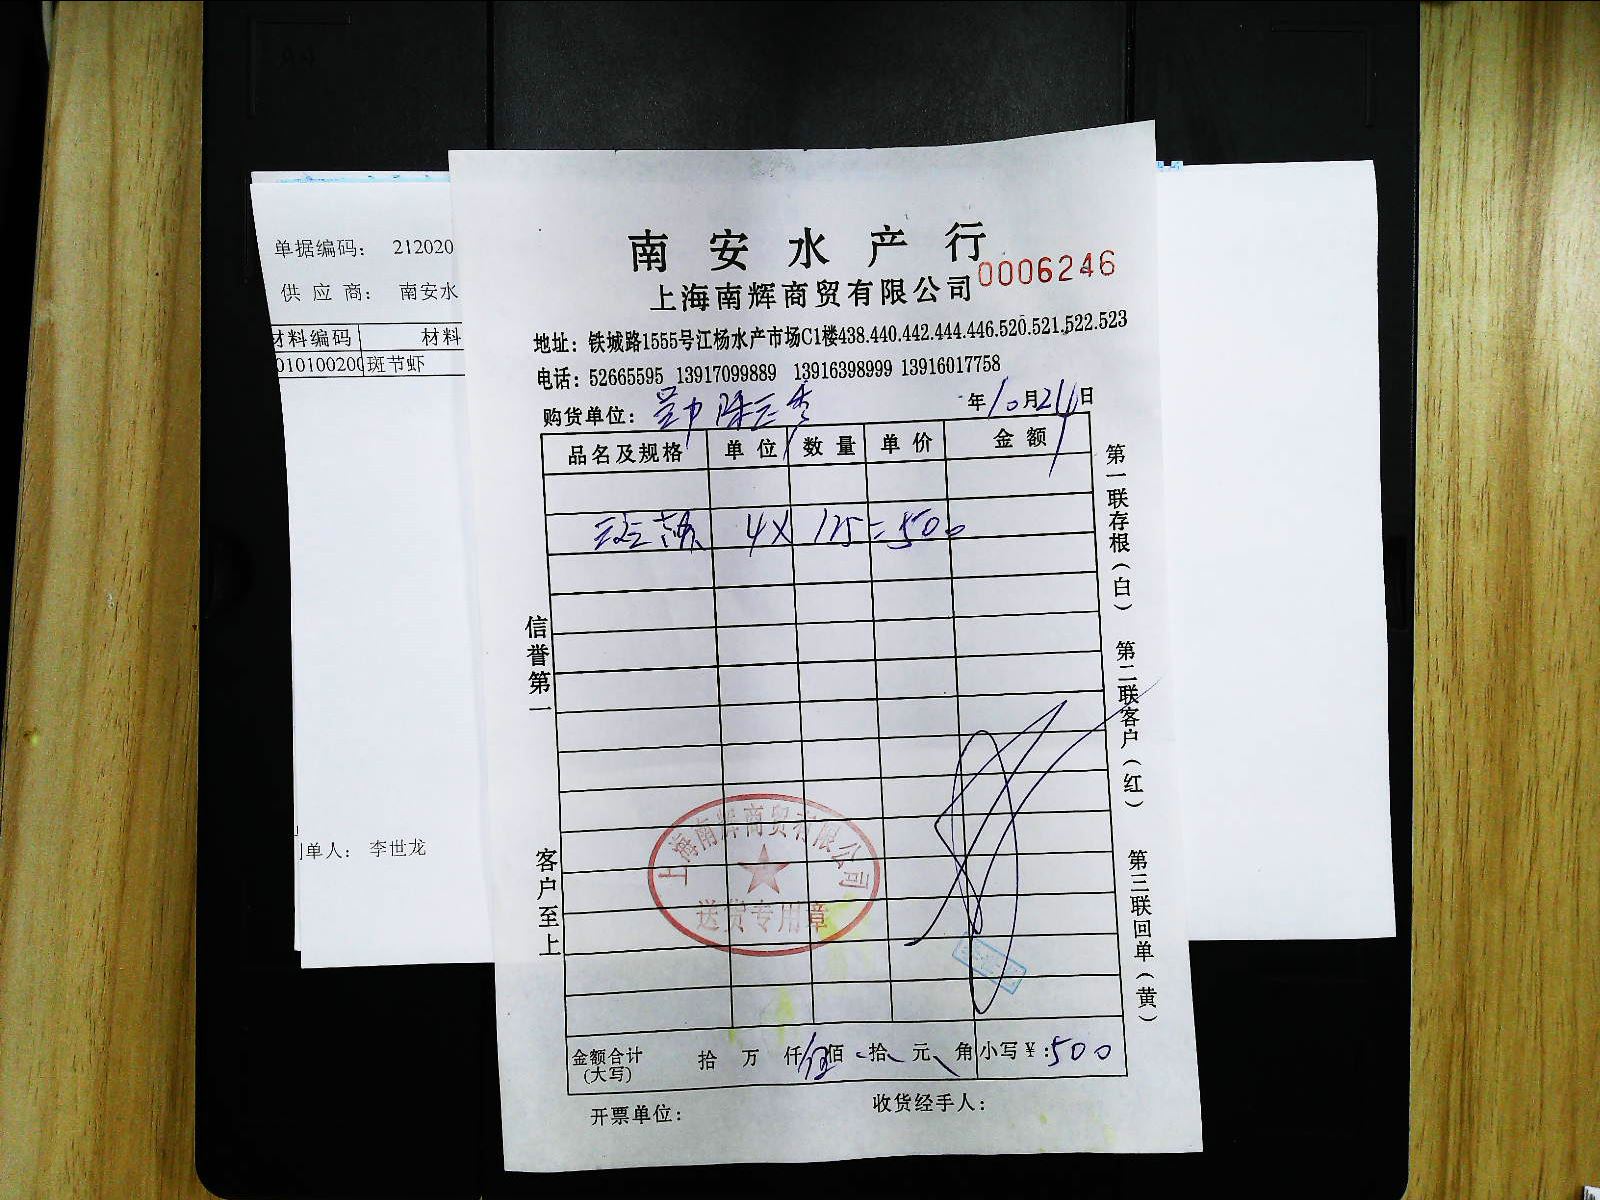 单据编码： 212020
供 应 商： 南安水
材料编码 材料
010100200 斑节虾
制单人： 李世龙
南安水产行
0006246
上海南辉商贸有限公司
地址：铁城路1555号江杨水产市场C1楼438.440.442.444.446.520.521.522.523
电话：52665595 13917099889 13916398999 13916017758
购货单位：
年10月24日
品名及规格 单位 数量 单价 金额
4X 125=500
信誉第一
客户至上
第一联存根（白）
第二联客户（红）
第三联回单（黄）
上海南辉商贸有限公司
送货专用章
金额合计 拾 万 仟伍佰 拾 元 角 小写￥:500
(大写)
开票单位：
收货经手人：